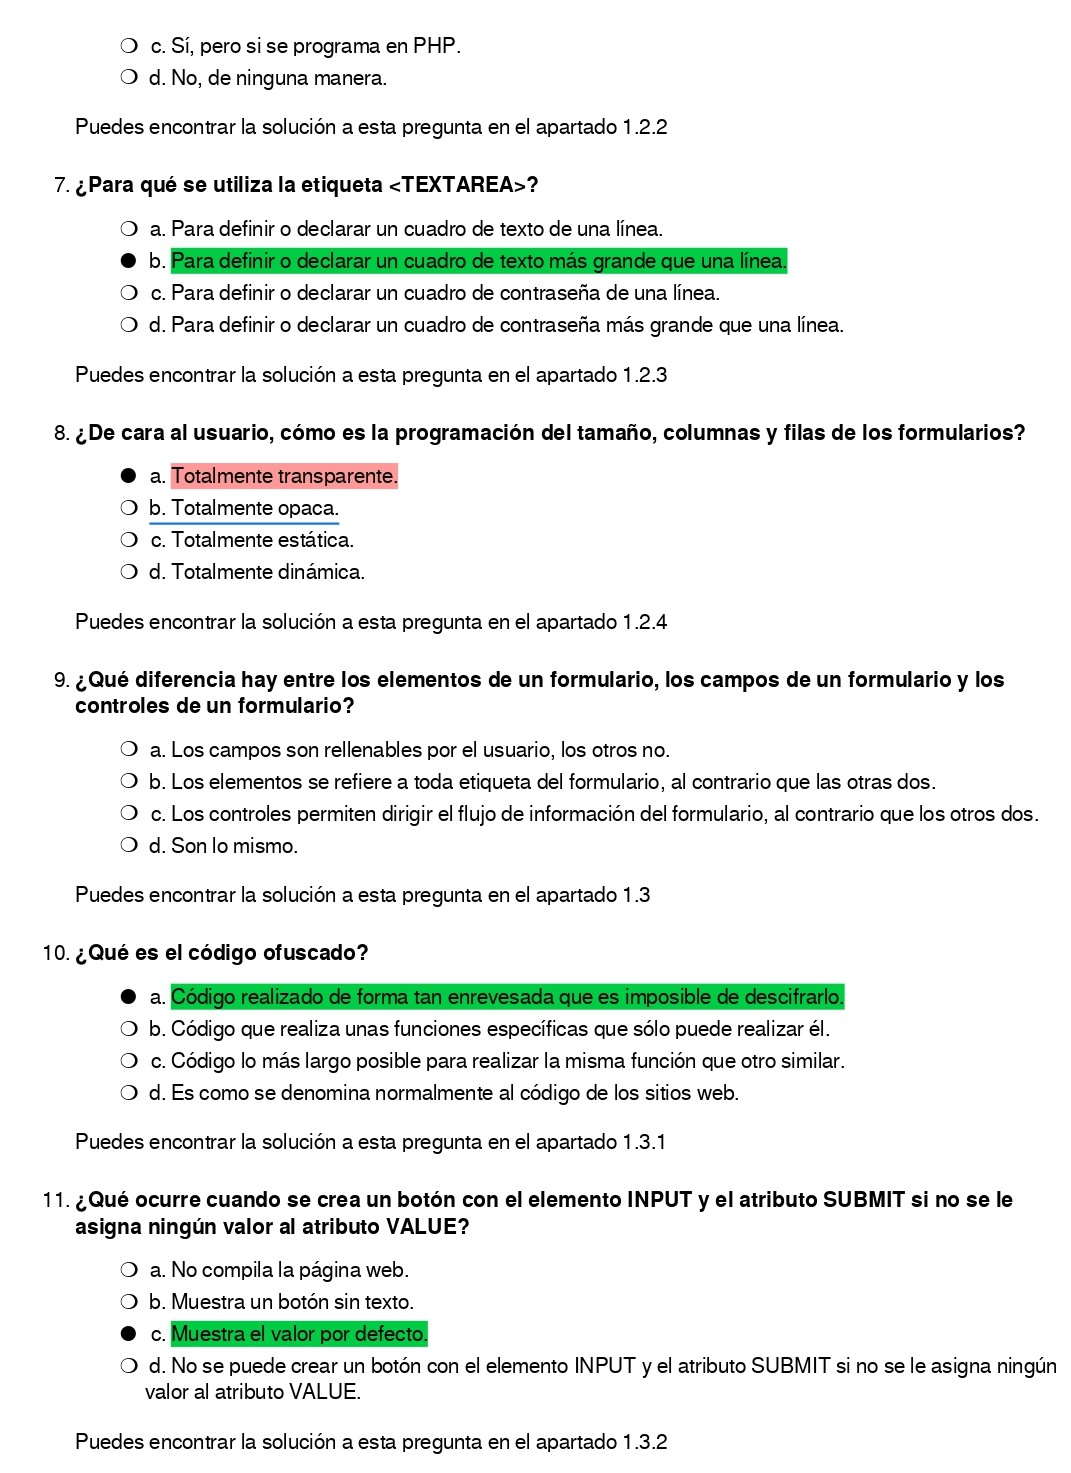 c. Sí, pero si se programa en PHP.
d. No, de ninguna manera.
Puedes encontrar la solución a esta pregunta en el apartado 1.2.2
7. ¿Para qué se utiliza la etiqueta <TEXTAREA>?
a. Para definir o declarar un cuadro de texto de una línea.
b. Para definir o declarar un cuadro de texto más grande que una línea.
c. Para definir o declarar un cuadro de contraseña de una línea.
d. Para definir o declarar un cuadro de contraseña más grande que una línea.
Puedes encontrar la solución a esta pregunta en el apartado 1.2.3
8. ¿De cara al usuario, cómo es la programación del tamaño, columnas y filas de los formularios?
a. Totalmente transparente.
b. Totalmente opaca.
c. Totalmente estática.
d. Totalmente dinámica.
Puedes encontrar la solución a esta pregunta en el apartado 1.2.4
9. ¿Qué diferencia hay entre los elementos de un formulario, los campos de un formulario y los
controles de un formulario?
a. Los campos son rellenables por el usuario, los otros no.
b. Los elementos se refiere a toda etiqueta del formulario, al contrario que las otras dos.
c. Los controles permiten dirigir el flujo de información del formulario, al contrario que los otros dos.
d. Son lo mismo.
Puedes encontrar la solución a esta pregunta en el apartado 1.3
10. ¿Qué es el código ofuscado?
a. Código realizado de forma tan enrevesada que es imposible de descifrarlo.
b. Código que realiza unas funciones específicas que sólo puede realizar él.
c. Código lo más largo posible para realizar la misma función que otro similar.
d. Es como se denomina normalmente al código de los sitios web.
Puedes encontrar la solución a esta pregunta en el apartado 1.3.1
11. ¿Qué ocurre cuando se crea un botón con el elemento INPUT y el atributo SUBMIT si no se le
asigna ningún valor al atributo VALUE?
a. No compila la página web.
b. Muestra un botón sin texto.
c. Muestra el valor por defecto.
d. No se puede crear un botón con el elemento INPUT y el atributo SUBMIT si no se le asigna ningún
valor al atributo VALUE.
Puedes encontrar la solución a esta pregunta en el apartado 1.3.2